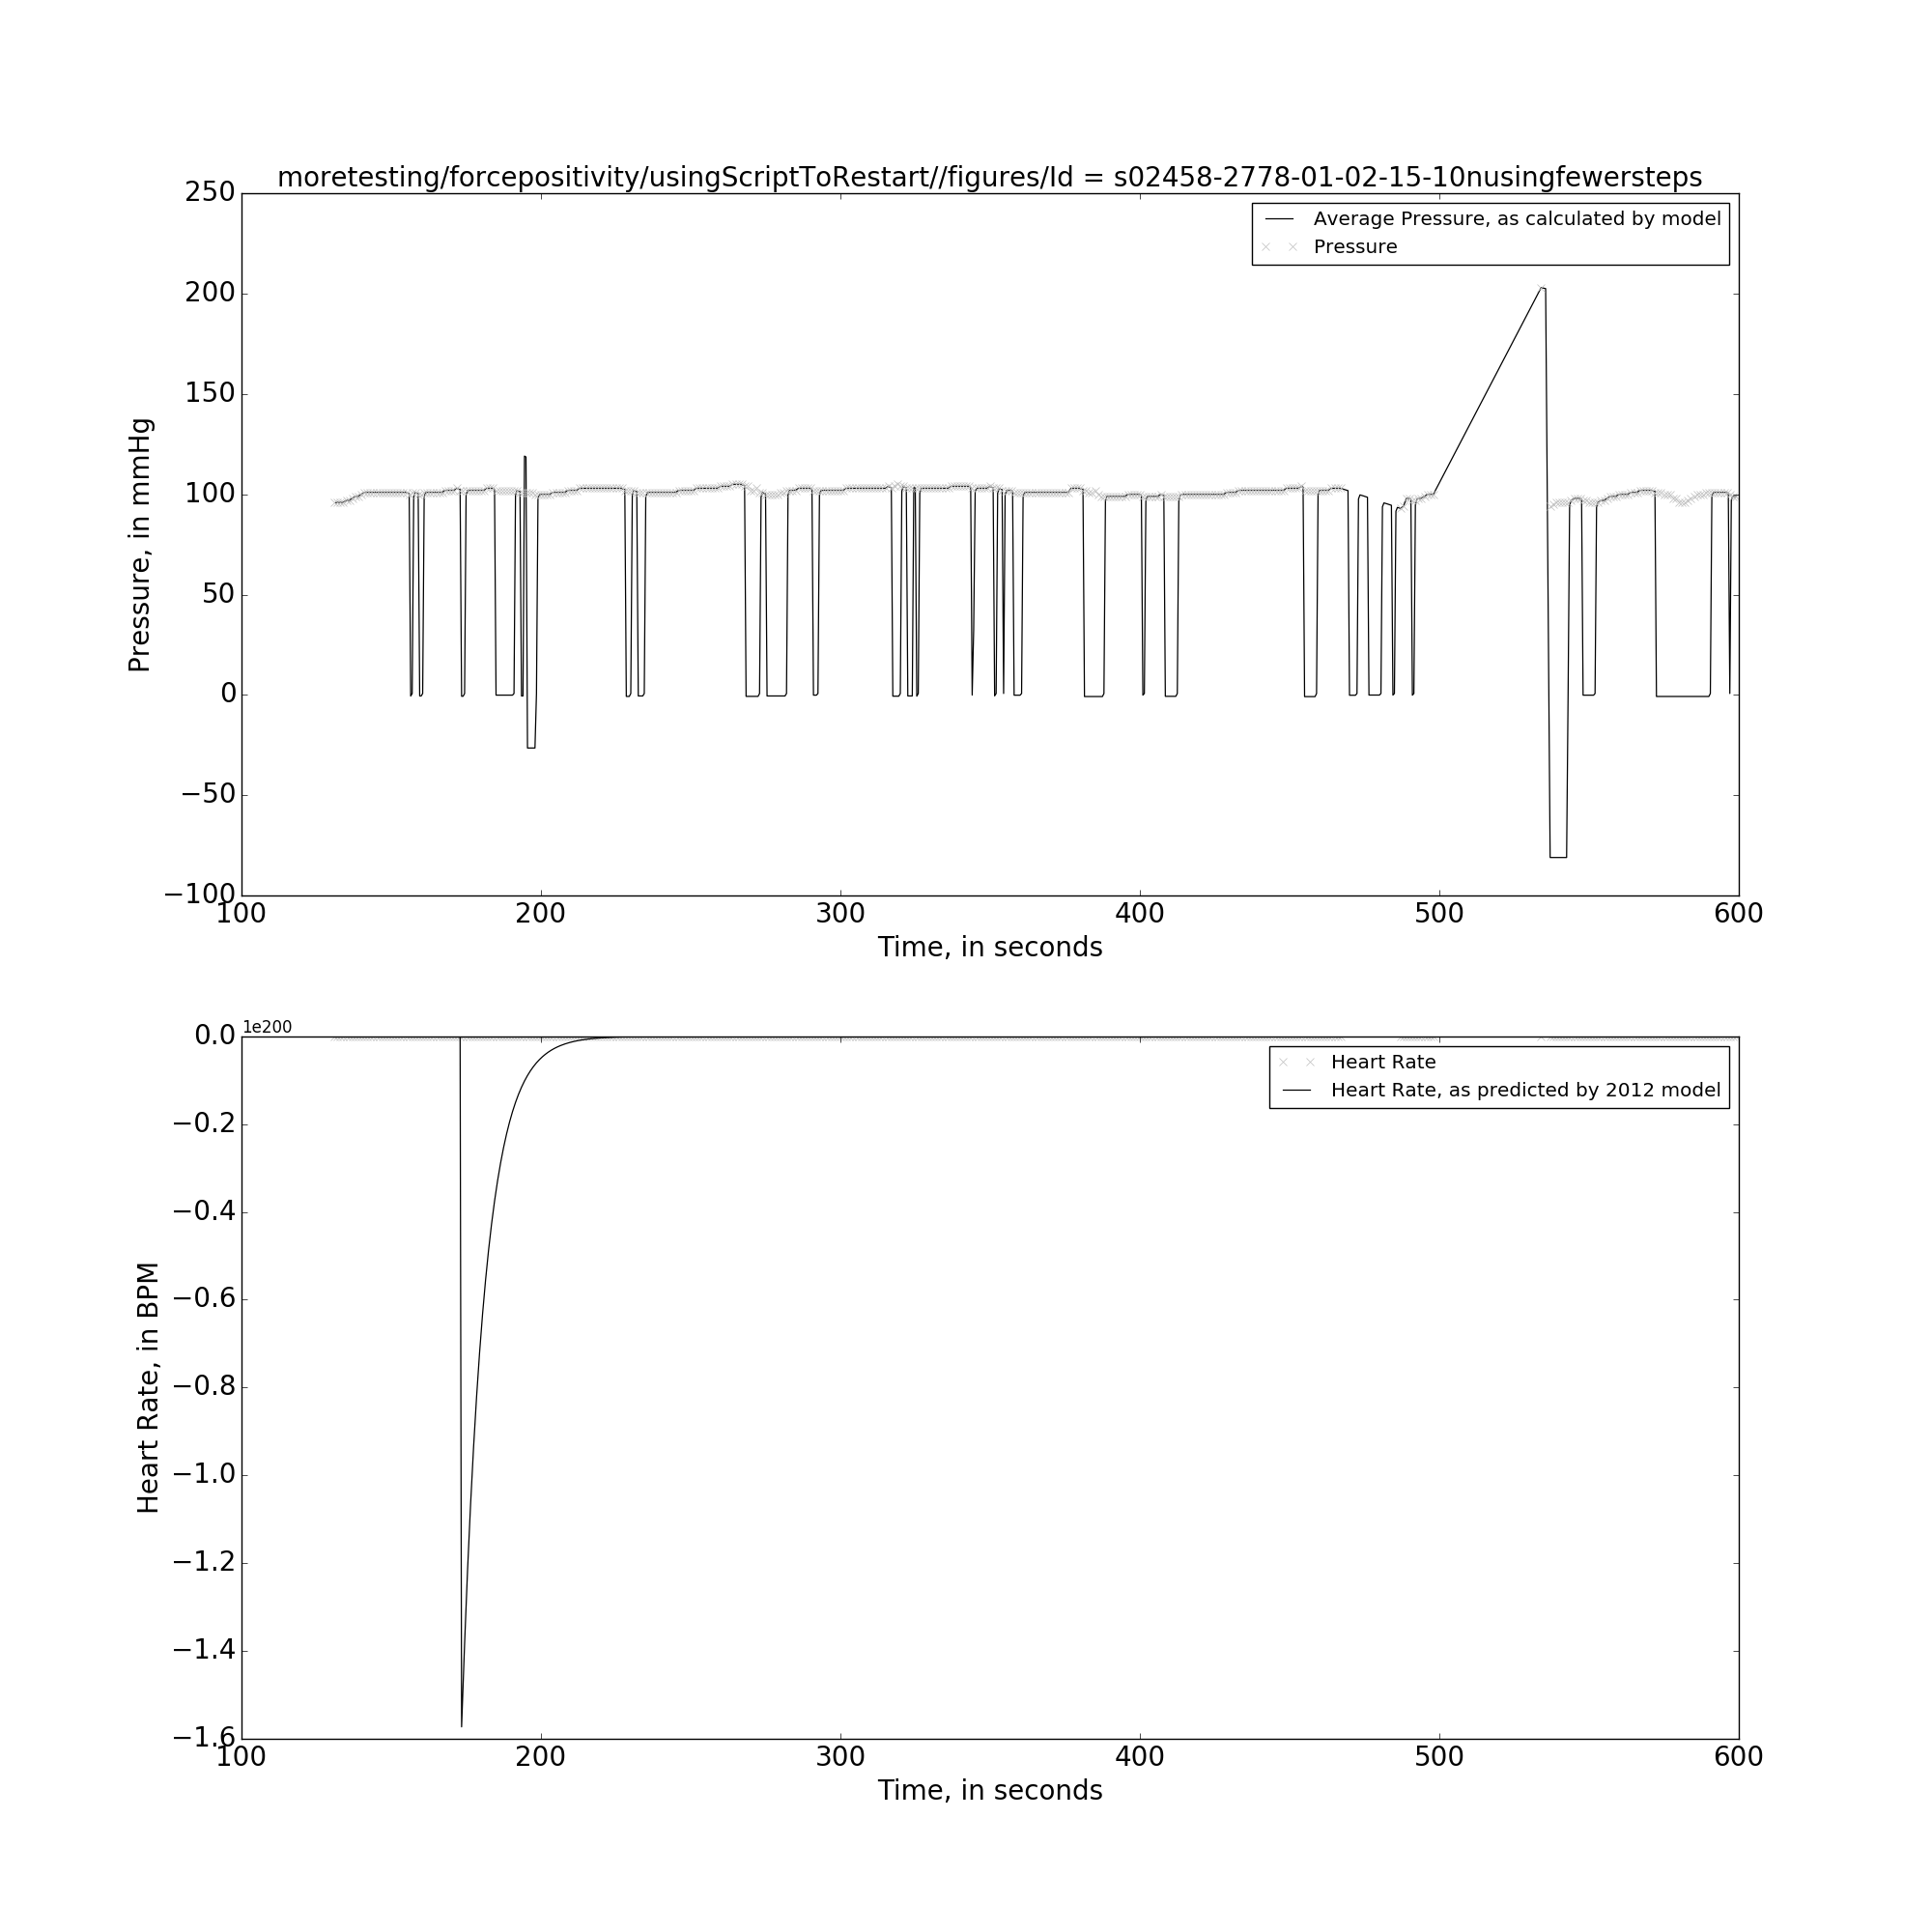 moretesting/forcepositivity/usingScriptToRestart//figures/Id = s02458-2778-01-02-15-10nusingfewersteps
250
200
150
100
50
0
−50
−100
Pressure, in mmHg
Average Pressure, as calculated by model
Pressure
100 200 300 400 500 600
Time, in seconds
1e200
0.0
−0.2
−0.4
−0.6
−0.8
−1.0
−1.2
−1.4
−1.6
Heart Rate, in BPM
Heart Rate
Heart Rate, as predicted by 2012 model
100 200 300 400 500 600
Time, in seconds